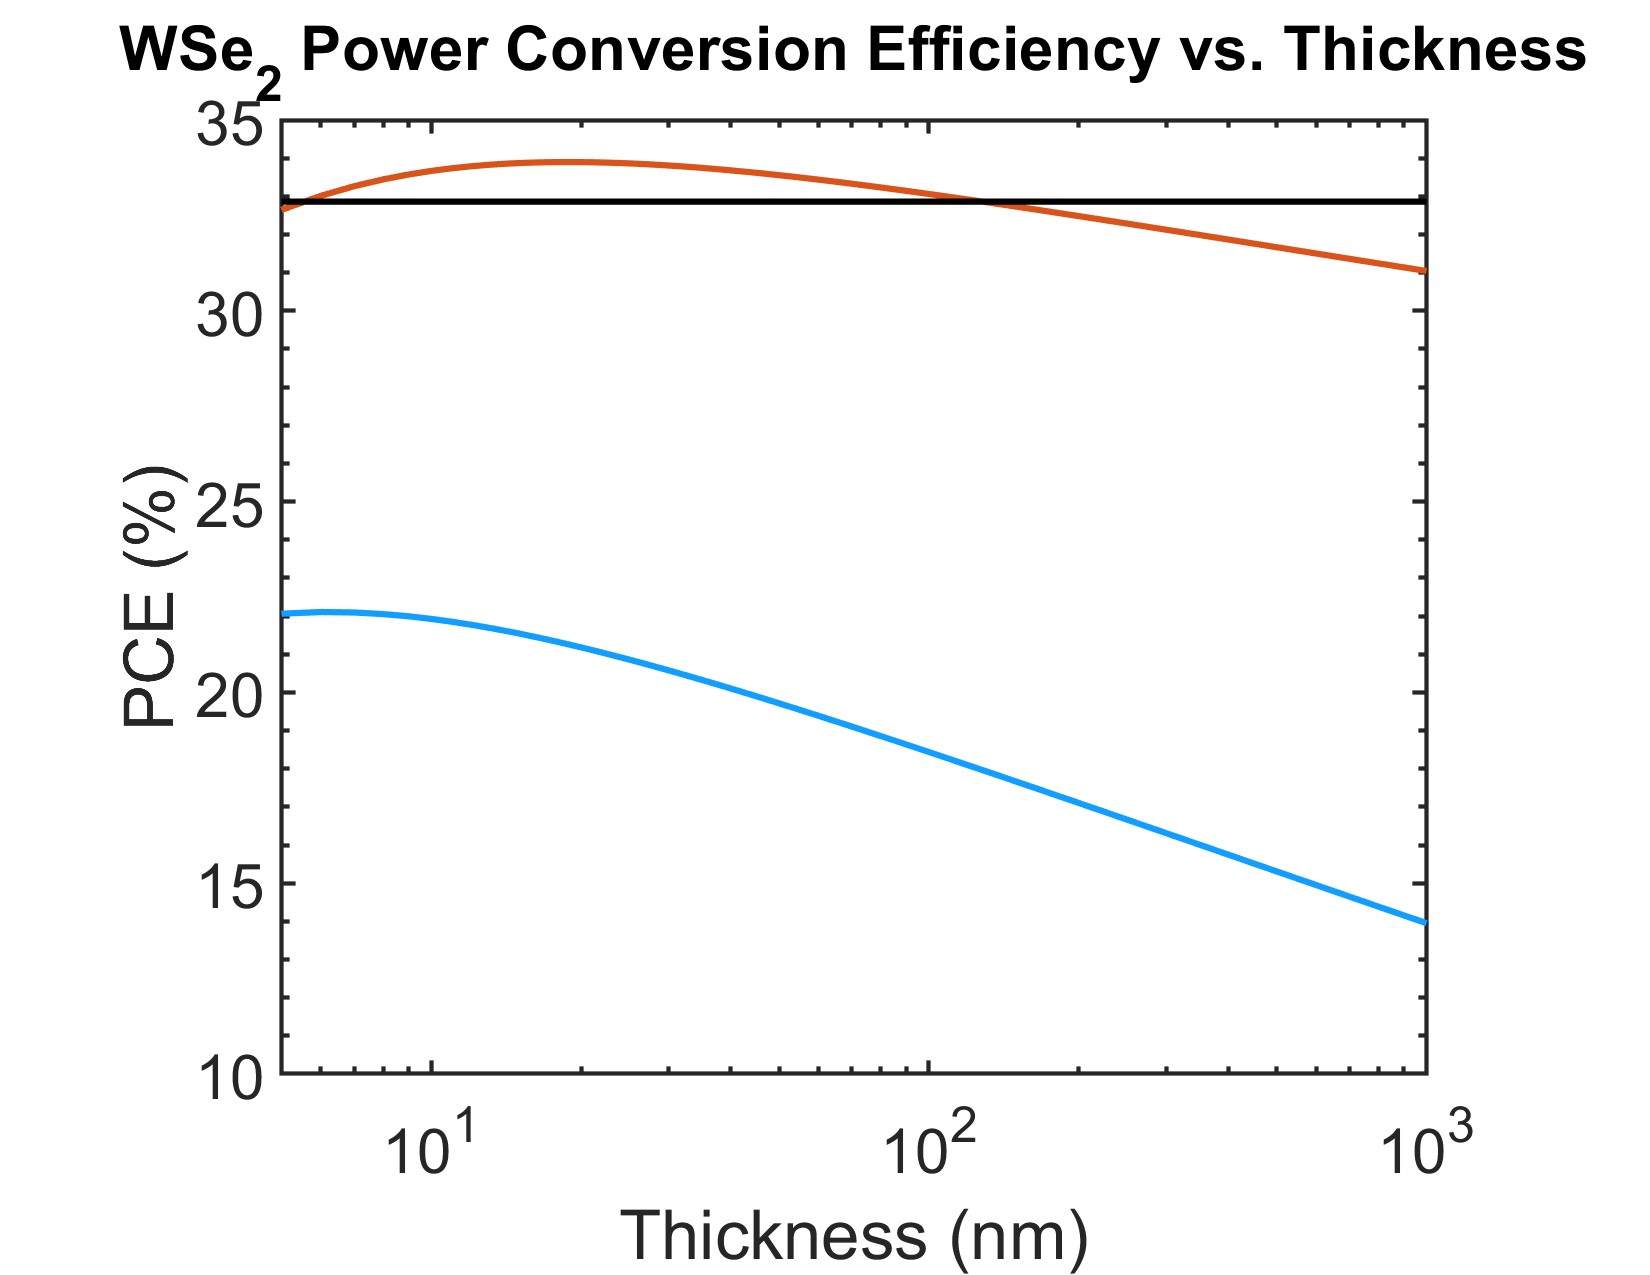 WSe2 Power Conversion Efficiency vs. Thickness
35
30
25
20
15
10
PCE (%)
10^1 10^2 10^3
Thickness (nm)